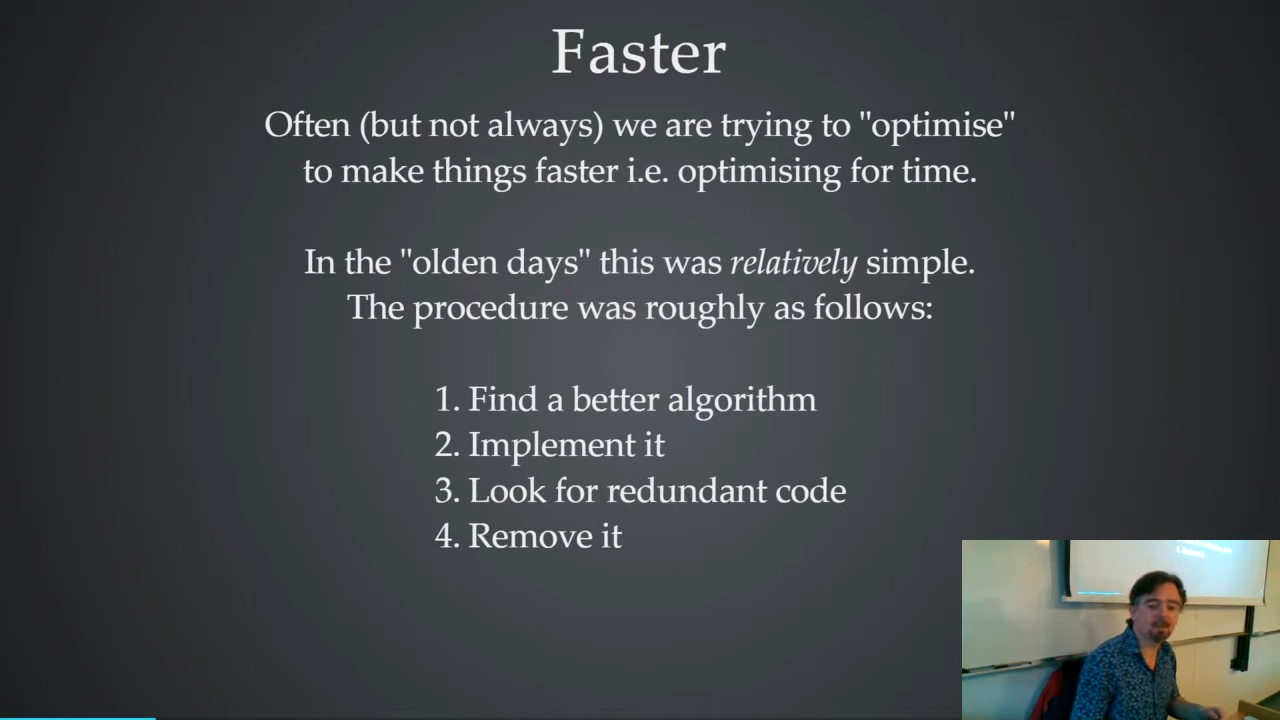 Faster
Often (but not always) we are trying to "optimise"
to make things faster i.e. optimising for time.
In the "olden days" this was relatively simple.
The procedure was roughly as follows:
1. Find a better algorithm
2. Implement it
3. Look for redundant code
4. Remove it